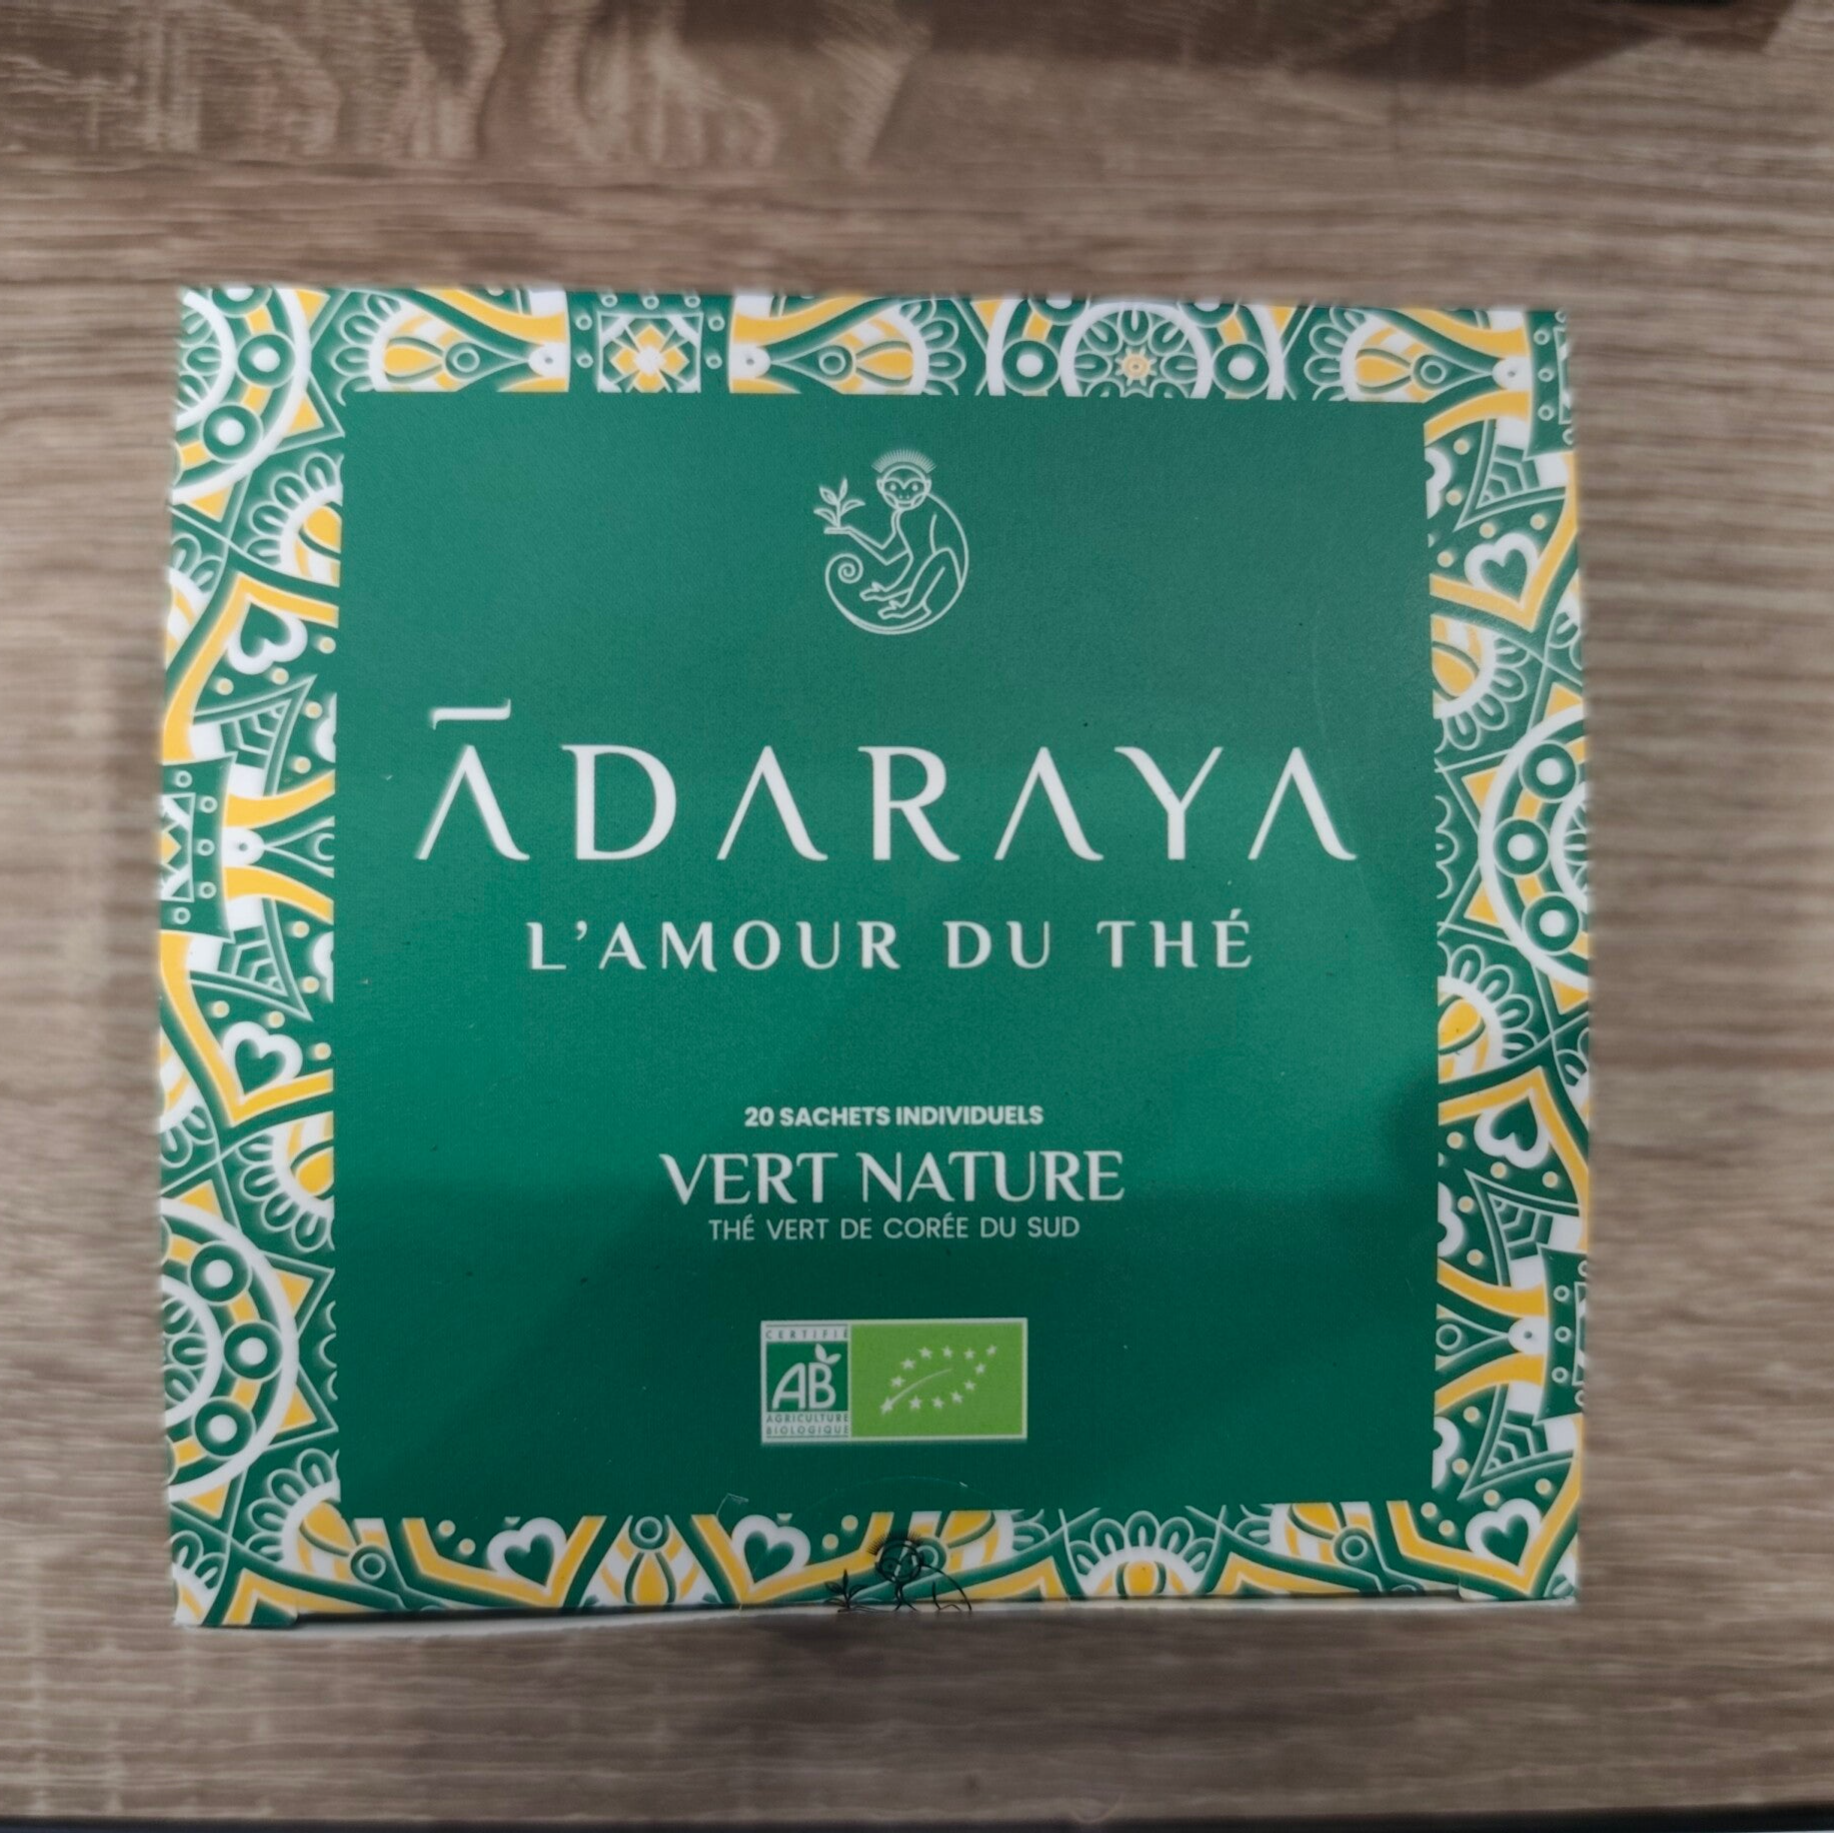 ĀDARAYA
L'AMOUR DU THÉ
20 SACHETS INDIVIDUELS
VERT NATURE
THÉ VERT DE CORÉE DU SUD
CERTIFIÉ
AB
AGRICULTURE
BIOLOGIQUE